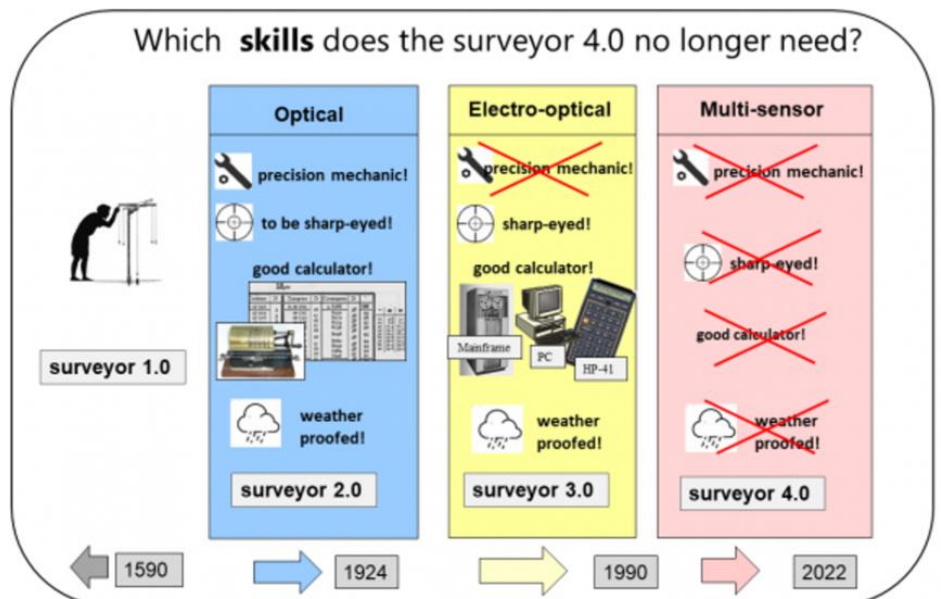 Which skills does the surveyor 4.0 no longer need?
Optical
precision mechanic!
to be sharp-eyed!
good calculator!
weather
proofed!
surveyor 2.0
Electro-optical
precision mechanic!
sharp-eyed!
good calculator!
Mainframe
PC
HP-41
weather
proofed!
surveyor 3.0
Multi-sensor
precision mechanic!
sharp-eyed!
good calculator!
weather
proofed!
surveyor 4.0
surveyor 1.0
1590
1924
1990
2022